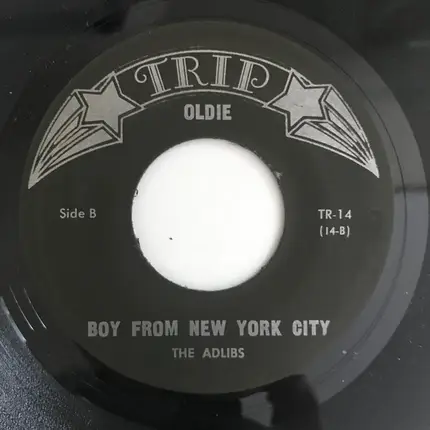 TRIP
OLDIE
Side B
TR-14
(14-B)
BOY FROM NEW YORK CITY
THE ADLIBS